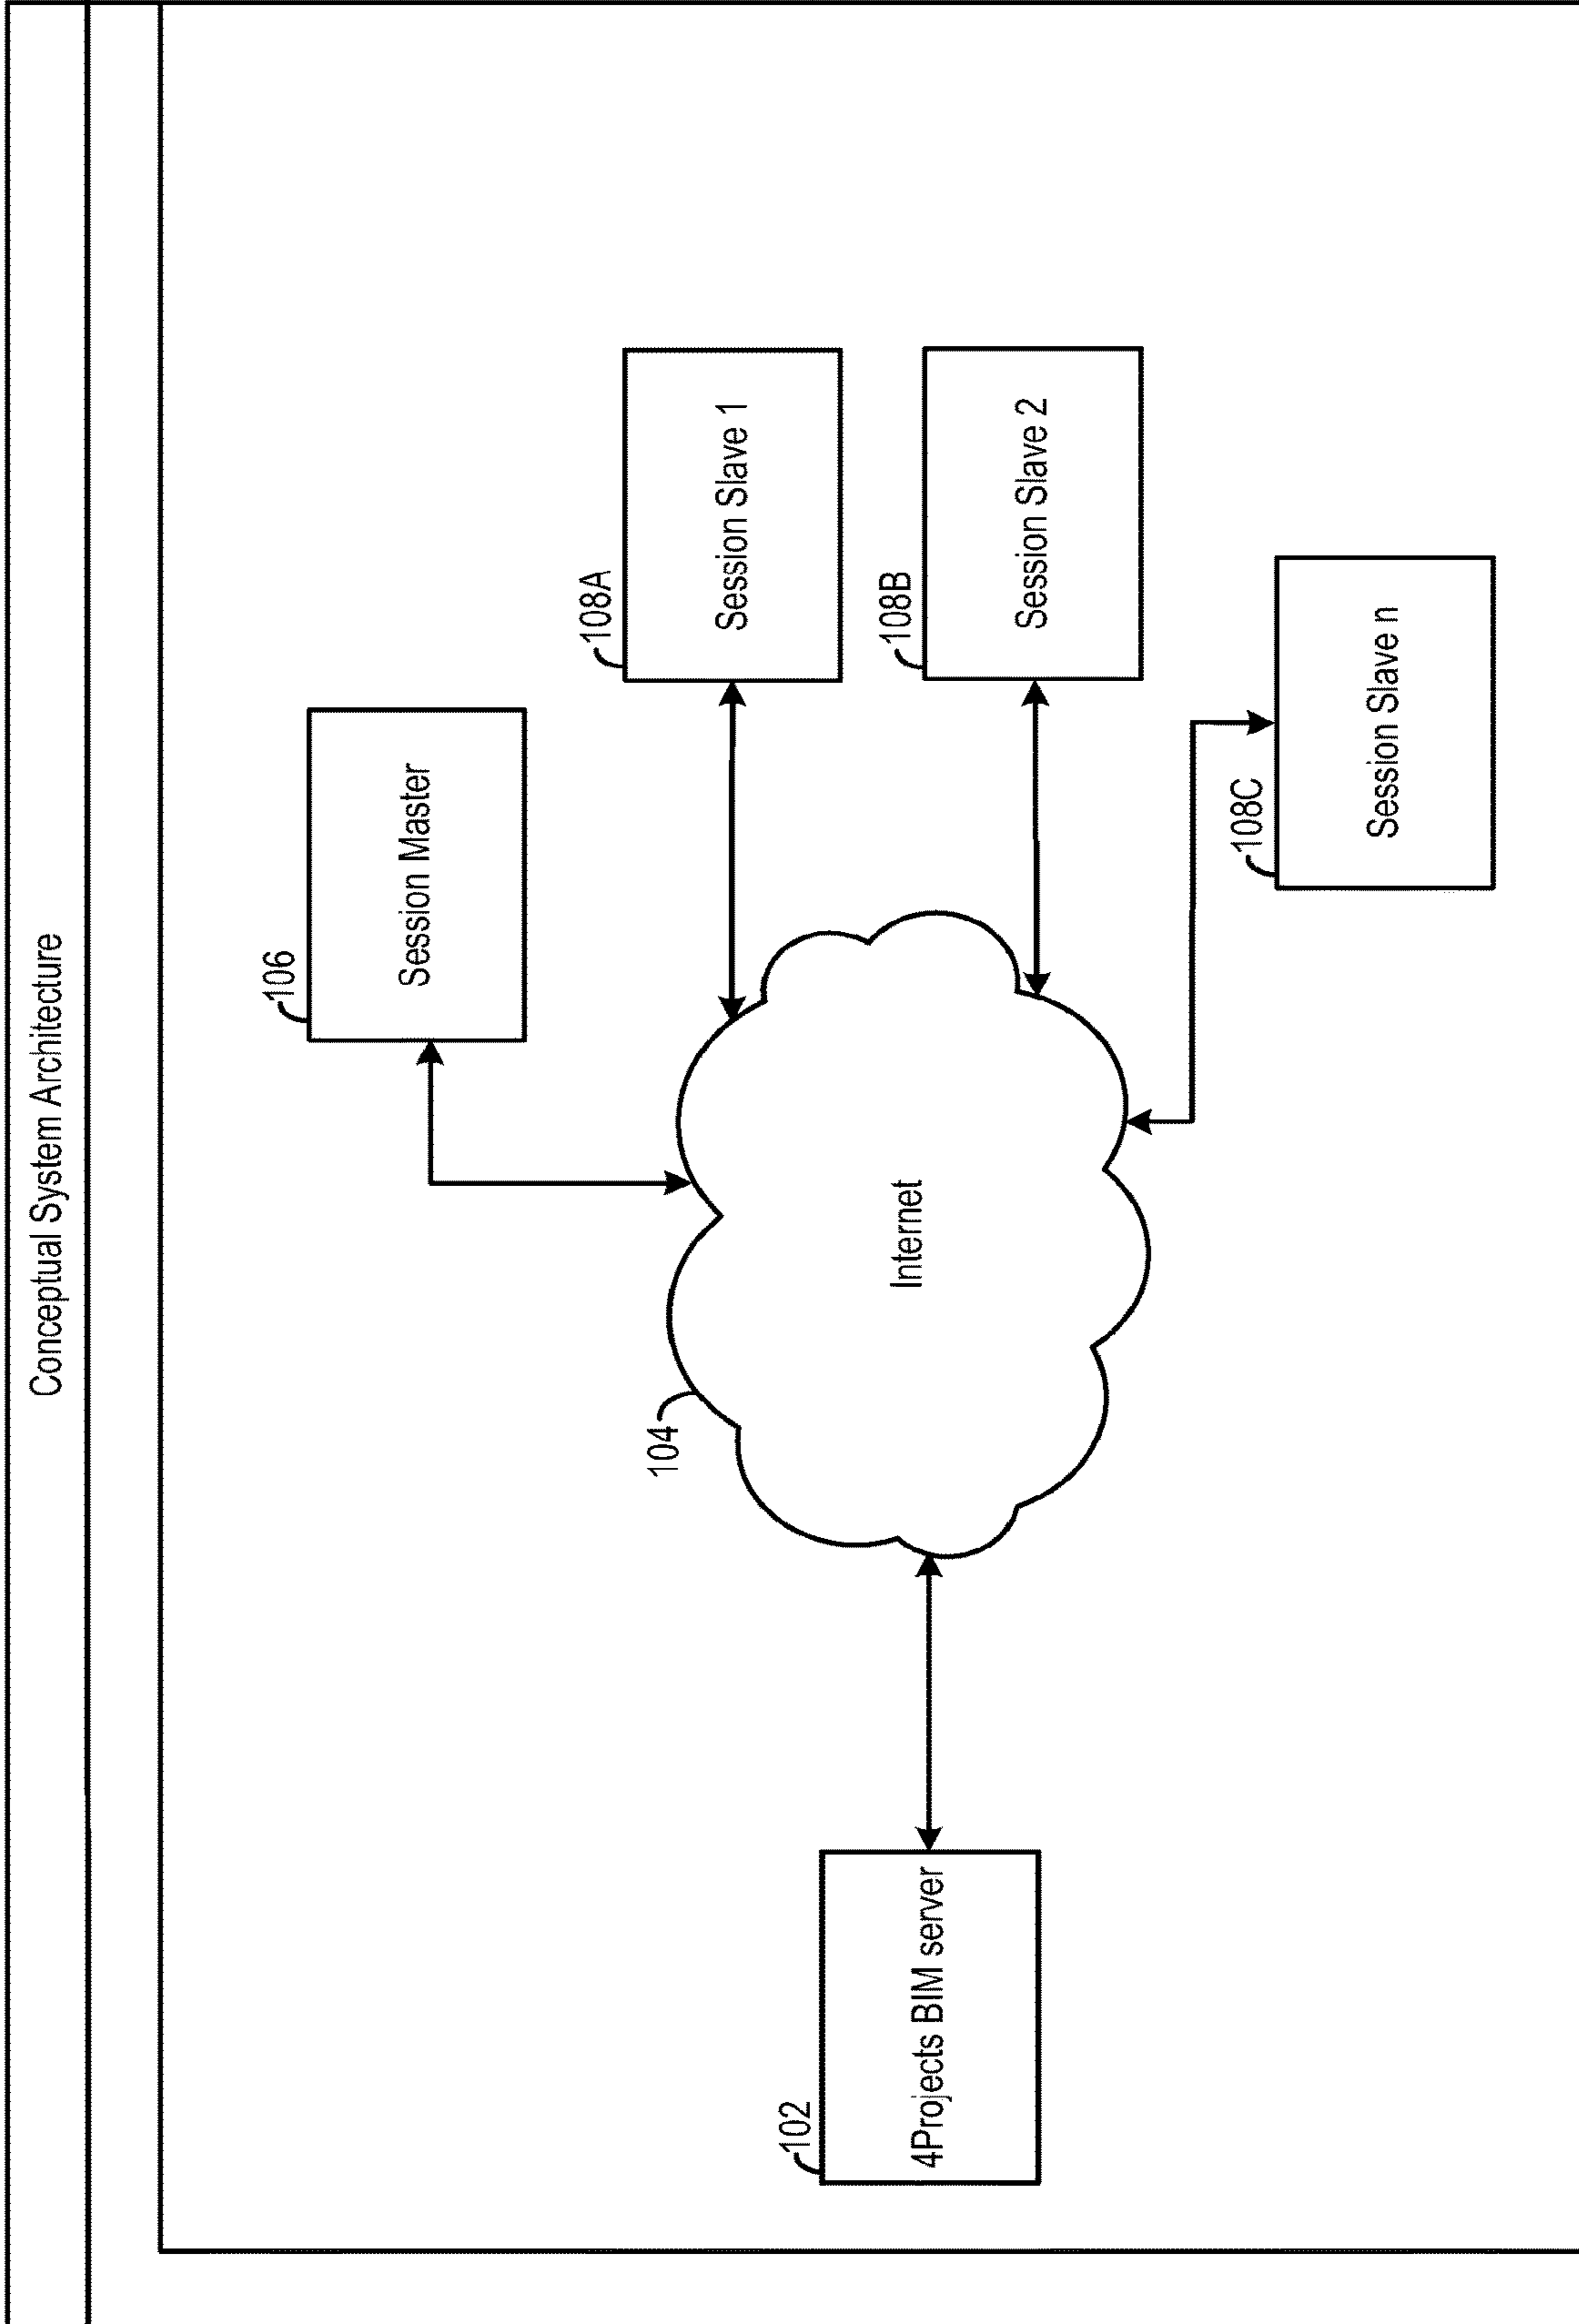 Conceptual System Architecture
106
Session Master
108A
Session Slave 1
104
Internet
102
4Projects BIM server
108B
Session Slave 2
108C
Session Slave n